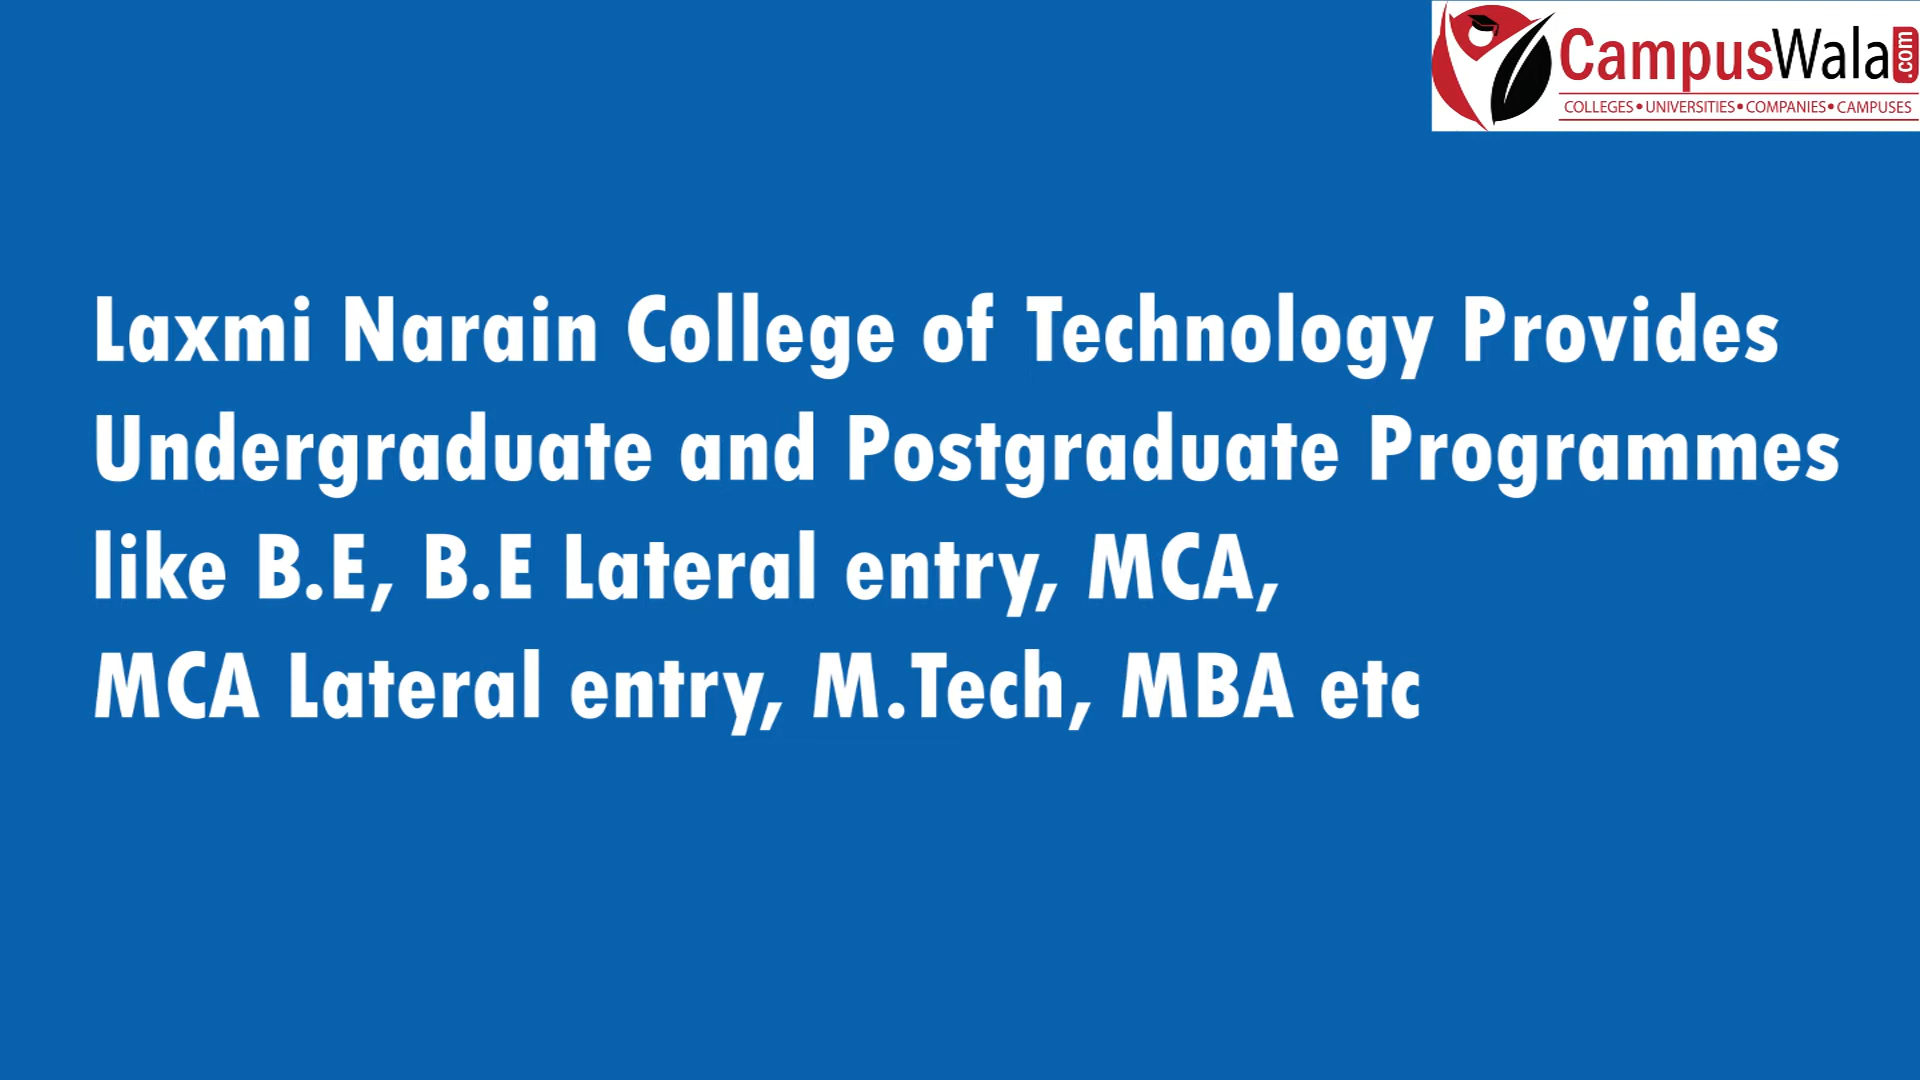 CampusWala.com
COLLEGES•UNIVERSITIES•COMPANIES•CAMPUSES
Laxmi Narain College of Technology Provides
Undergraduate and Postgraduate Programmes
like B.E, B.E Lateral entry, MCA,
MCA Lateral entry, M.Tech, MBA etc